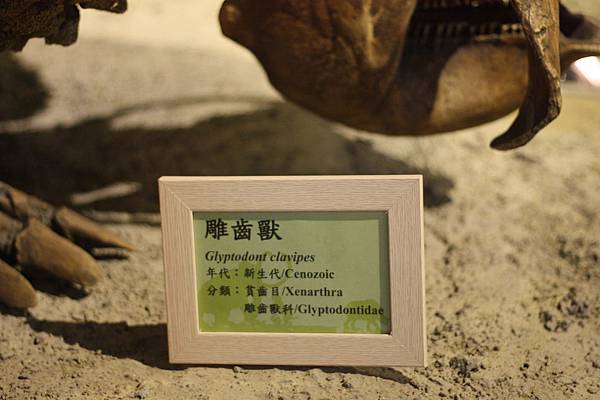 雕齒獸
Glyptodont clavipes
年代：新生代/Cenozoic
分類：貧齒目/Xenarthra
雕齒獸科/Glyptodontidae